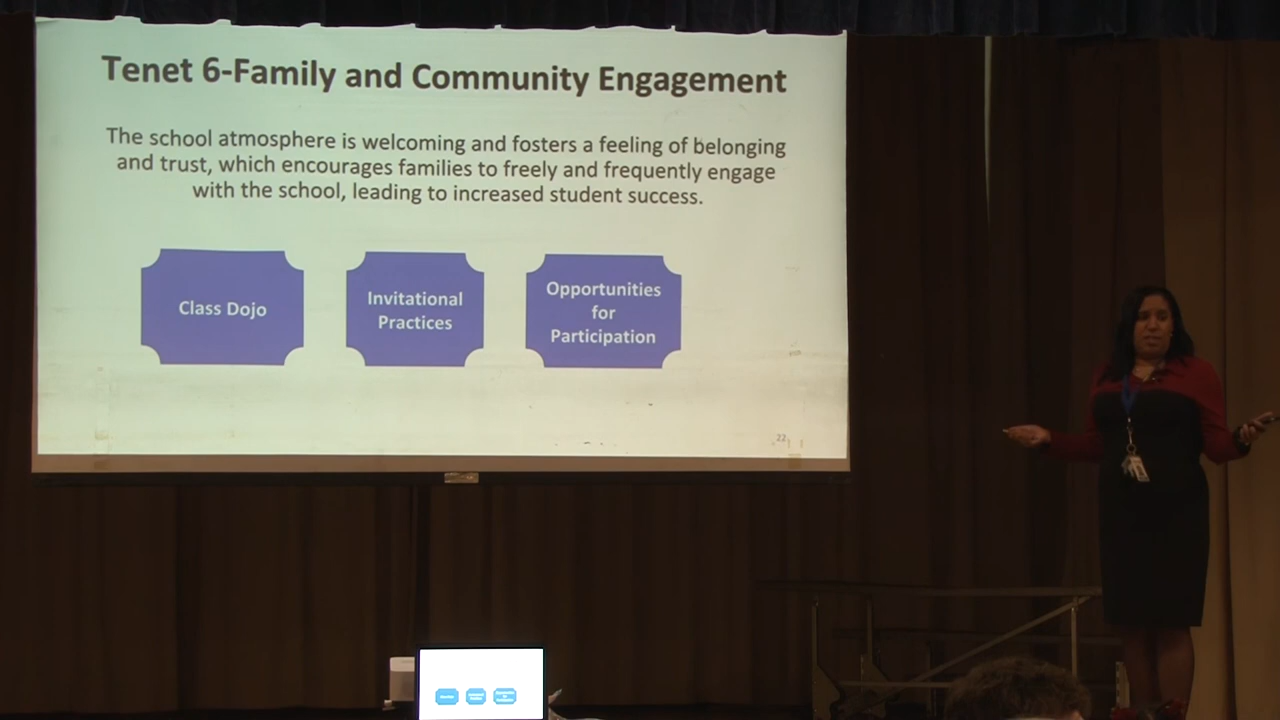 Tenet 6-Family and Community Engagement
The school atmosphere is welcoming and fosters a feeling of belonging
and trust, which encourages families to freely and frequently engage
with the school, leading to increased student success.
Class Dojo
Invitational
Practices
Opportunities
for
Participation
22